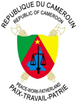 REPUBLIQUE DU CAMEROUN
REPUBLIC OF CAMEROON
PEACE-WORK-FATHERLAND
PAIX-TRAVAIL-PATRIE